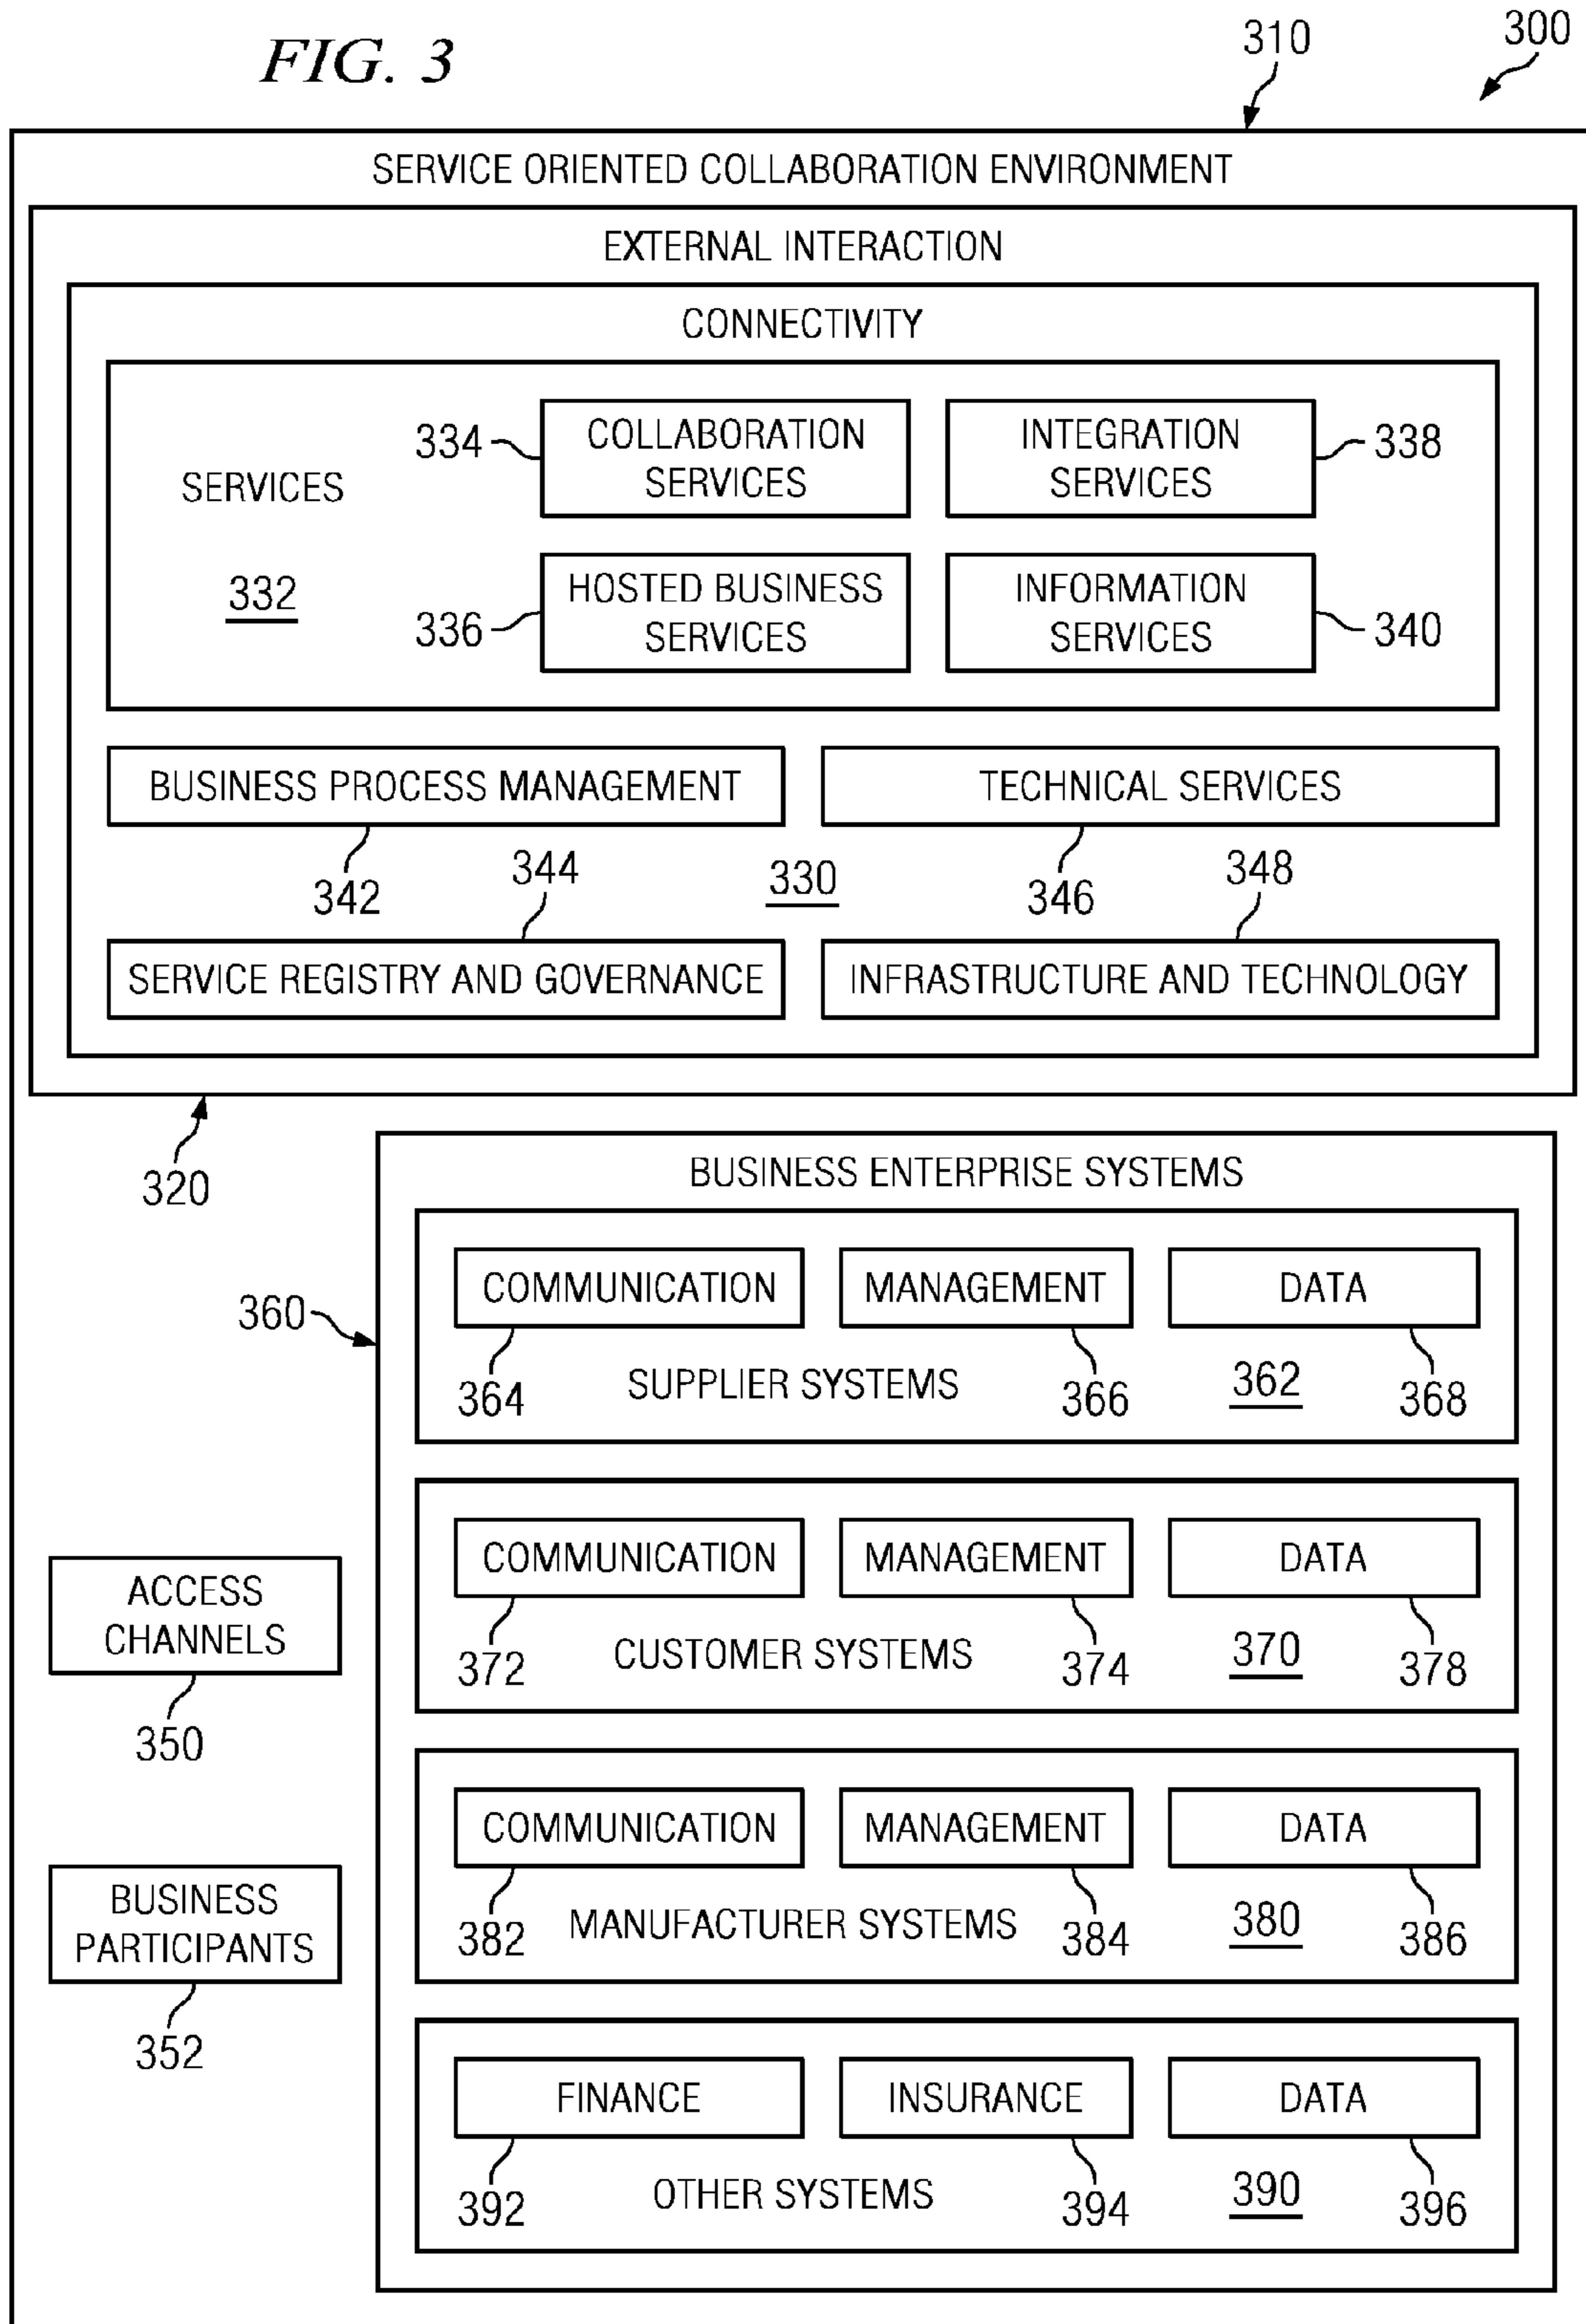 FIG. 3
310
300
SERVICE ORIENTED COLLABORATION ENVIRONMENT
EXTERNAL INTERACTION
CONNECTIVITY
SERVICES
332
334
COLLABORATION
SERVICES
INTEGRATION
SERVICES
338
336
HOSTED BUSINESS
SERVICES
INFORMATION
SERVICES
340
BUSINESS PROCESS MANAGEMENT
TECHNICAL SERVICES
342
344
330
346
348
SERVICE REGISTRY AND GOVERNANCE
INFRASTRUCTURE AND TECHNOLOGY
320
BUSINESS ENTERPRISE SYSTEMS
360
COMMUNICATION
MANAGEMENT
DATA
364
SUPPLIER SYSTEMS
366
362
368
COMMUNICATION
MANAGEMENT
DATA
372
CUSTOMER SYSTEMS
374
370
378
ACCESS
CHANNELS
350
COMMUNICATION
MANAGEMENT
DATA
382
MANUFACTURER SYSTEMS
384
380
386
BUSINESS
PARTICIPANTS
352
FINANCE
INSURANCE
DATA
392
OTHER SYSTEMS
394
390
396